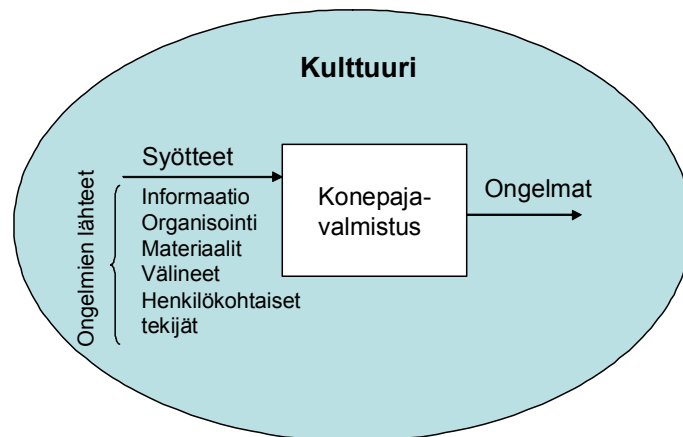 Kulttuuri
Syötteet
Ongelmien lähteet
Informaatio
Organisointi
Materiaalit
Välineet
Henkilökohtaiset
tekijät
Konepaja-
valmistus
Ongelmat